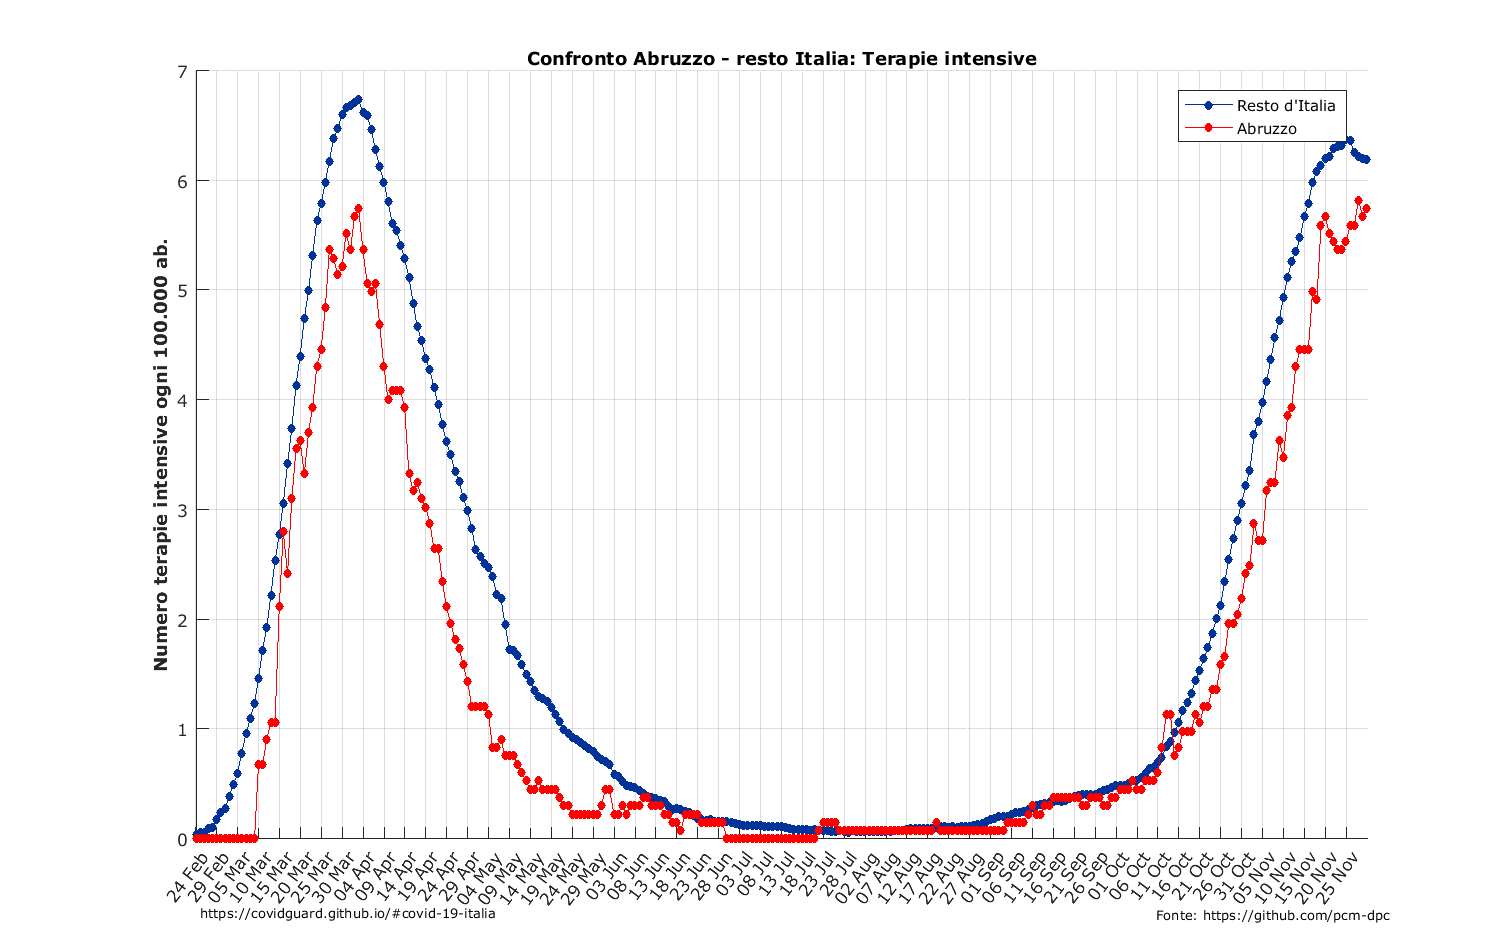 Confronto Abruzzo - resto Italia: Terapie intensive
Resto d'Italia
Abruzzo
Numero terapie intensive ogni 100.000 ab.
7
6
5
4
3
2
1
0
24 Feb
29 Feb
05 Mar
10 Mar
15 Mar
20 Mar
25 Mar
30 Mar
04 Apr
09 Apr
14 Apr
19 Apr
24 Apr
29 Apr
04 May
09 May
14 May
19 May
24 May
29 May
03 Jun
08 Jun
13 Jun
18 Jun
23 Jun
28 Jun
03 Jul
08 Jul
13 Jul
18 Jul
23 Jul
28 Jul
02 Aug
07 Aug
12 Aug
17 Aug
22 Aug
27 Aug
01 Sep
06 Sep
11 Sep
16 Sep
21 Sep
26 Sep
01 Oct
06 Oct
11 Oct
16 Oct
21 Oct
26 Oct
31 Oct
05 Nov
10 Nov
15 Nov
20 Nov
25 Nov
https://covidguard.github.io/#covid-19-italia
Fonte: https://github.com/pcm-dpc